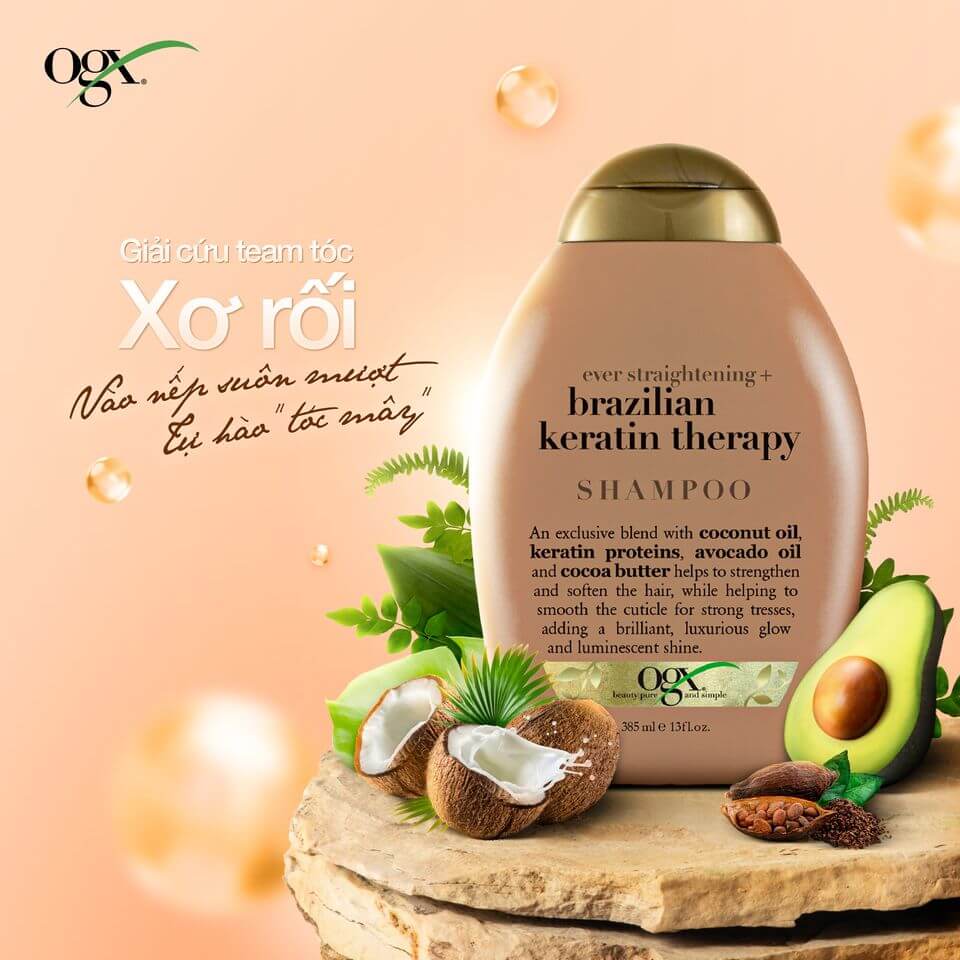 Ogx®
Giải cứu team tóc
Xơ rối
Vào nếp suôn mượt
Tự hào "tóc mây"
ever straightening+
brazilian
keratin therapy
SHAMPOO
An exclusive blend with coconut oil,
keratin proteins, avocado oil
and cocoa butter helps to strengthen
and soften the hair, while helping to
smooth the cuticle for strong tresses,
adding a brilliant, luxurious glow
and luminescent shine.
Ogx®
beauty pure and simple
385 ml ℮ 13fl.oz.